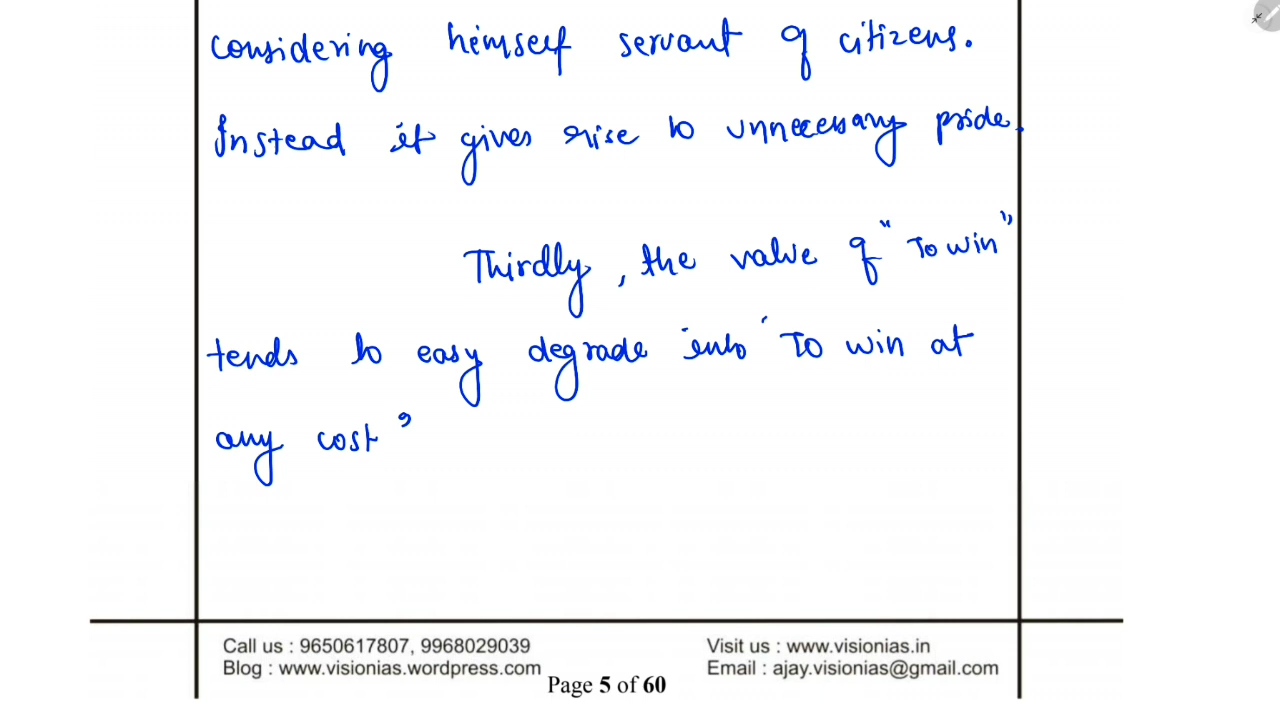 considering himself servant of citizens.
Instead it gives rise to unnecessary pride.
Thirdly, the value of "To win"
tends to easy degrade into 'To win at
any cost'
Call us : 9650617807, 9968029039
Visit us : www.visionias.in
Blog : www.visionias.wordpress.com
Email : ajay.visionias@gmail.com
Page 5 of 60